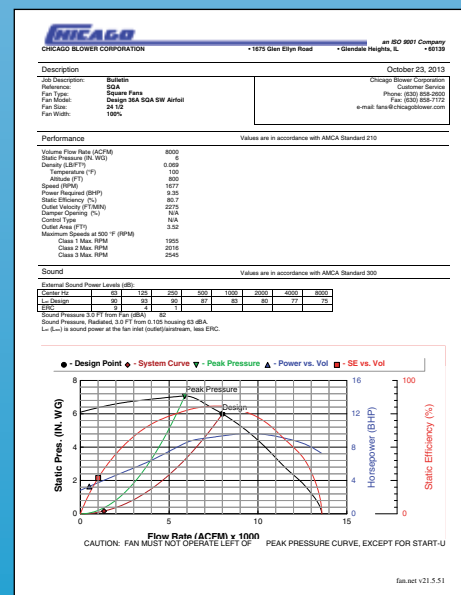 CHICAGO
an ISO 9001 Company
CHICAGO BLOWER CORPORATION • 1675 Glen Ellyn Road • Glendale Heights, IL • 60139
Description October 23, 2013
Job Description: Bulletin
Reference: SQA
Fan Type: Square Fans
Fan Model: Design 36A SQA SW Airfoil
Fan Size: 24 1/2
Fan Width: 100%
Chicago Blower Corporation
Customer Service
Phone: (630) 858-2600
Fax: (630) 858-7172
e-mail: fans@chicagoblower.com
Performance Values are in accordance with AMCA Standard 210
Volume Flow Rate (ACFM) 8000
Static Pressure (IN. WG) 6
Density (LB/FT³) 0.069
Temperature (°F) 100
Altitude (FT) 800
Speed (RPM) 1677
Power Required (BHP) 9.35
Static Efficiency (%) 80.7
Outlet Velocity (FT/MIN) 2275
Damper Opening (%) N/A
Control Type N/A
Outlet Area (FT²) 3.52
Maximum Speeds at 500 °F (RPM)
Class 1 Max. RPM 1955
Class 2 Max. RPM 2016
Class 3 Max. RPM 2545
Sound Values are in accordance with AMCA Standard 300
External Sound Power Levels (dB):
Center Hz 63 125 250 500 1000 2000 4000 8000
Design 90 93 90 87 83 80 77 75
ERC 9 4 1
Sound Pressure 3.0 FT from Fan (dBA) 82
Sound Pressure, Radiated, 3.0 FT from 0.105 housing 63 dBA.
is sound power at the fan inlet (outlet)/airstream, less ERC.
- Design Point - System Curve - Peak Pressure - Power vs. Vol - SE vs. Vol
8 16 100
Peak Pressure
Design
6 12
4 8
2 4
0 0 0
Static Pres. (IN. WG)
Horsepower (BHP)
Static Efficiency (%)
0 5 10 15
Flow Rate (ACFM) x 1000
CAUTION: FAN MUST NOT OPERATE LEFT OF PEAK PRESSURE CURVE, EXCEPT FOR START-U
fan.net v21.5.51